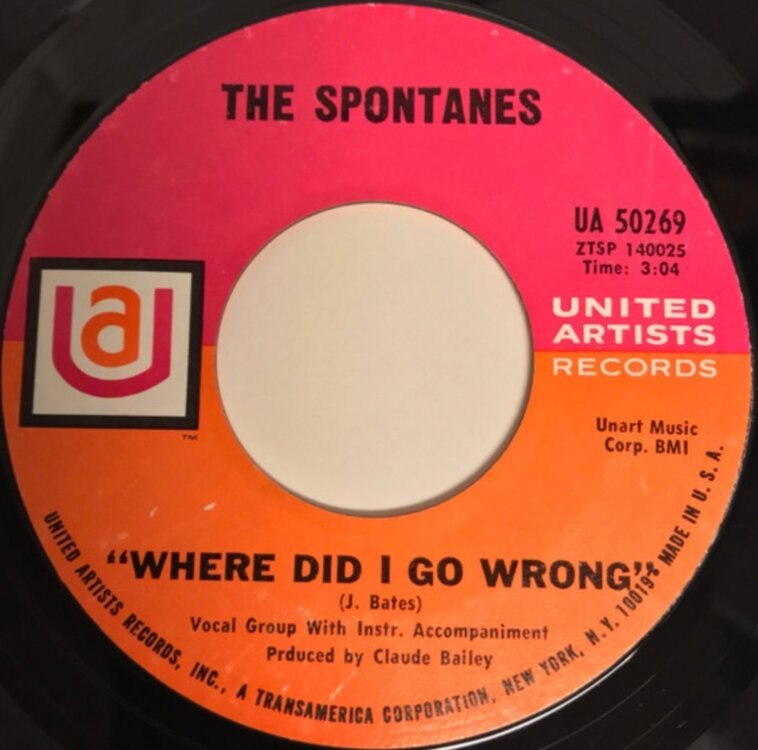 THE SPONTANES
UA 50269
ZTSP 140025
Time: 3:04
ua
UNITED
ARTISTS
RECORDS
TM
Unart Music
Corp. BMI
"WHERE DID I GO WRONG"
(J. Bates)
Vocal Group With Instr. Accompaniment
Prduced by Claude Bailey
UNITED ARTISTS RECORDS, INC., A TRANSAMERICA CORPORATION, NEW YORK, N.Y. 10019 • MADE IN U.S.A.